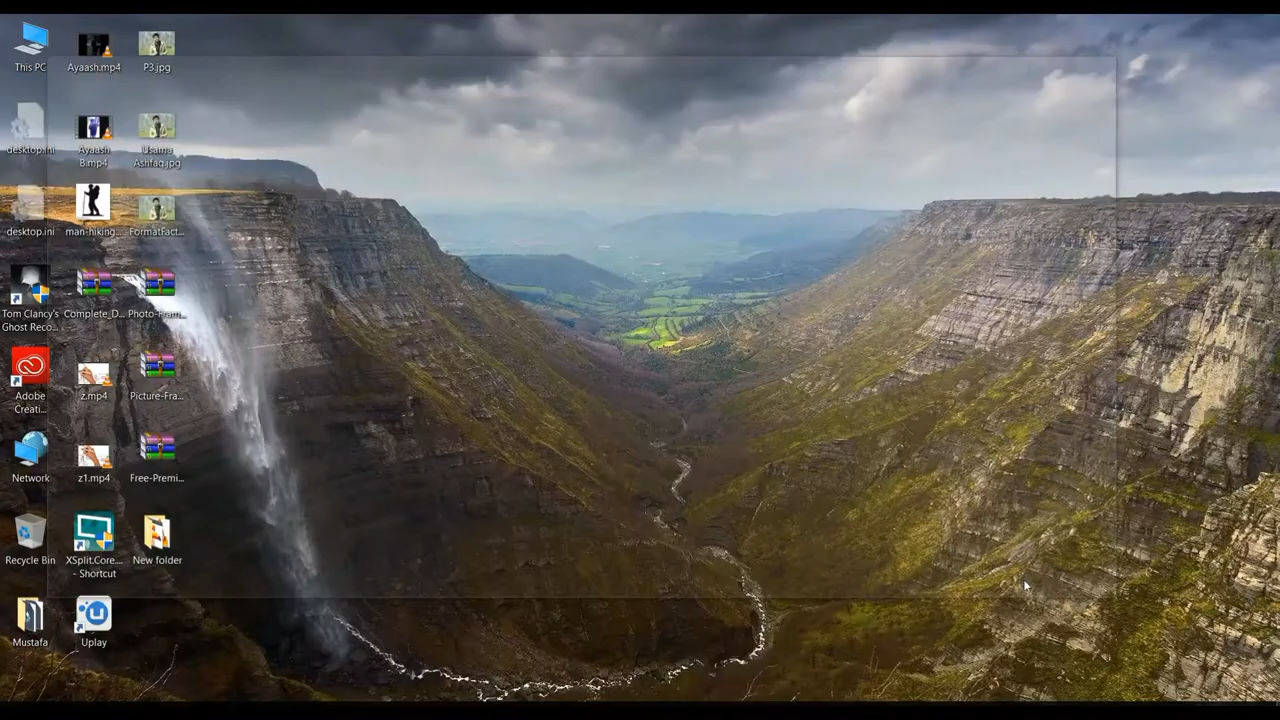 This PC
Ayaash.mp4
P3.jpg
desktop.ini
Ayaash
B.mp4
Usama
Ashfaq.jpg
desktop.ini
man-hiking...
FormatFact...
Tom Clancy's
Ghost Reco...
Complete_D...
Photo-Fram...
Adobe
Creati...
z.mp4
Picture-Fra...
Network
z1.mp4
Free-Premi...
Recycle Bin
XSplit.Core....
- Shortcut
New folder
Mustafa
Uplay